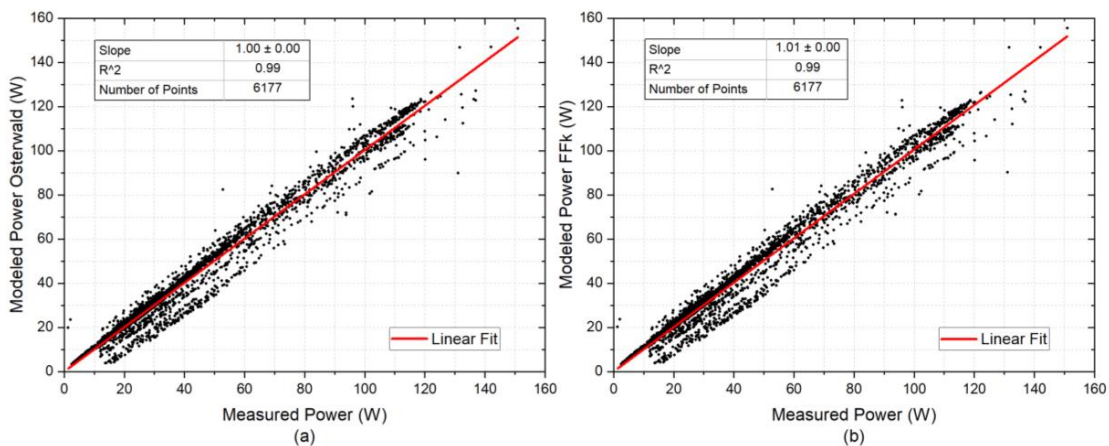 160
140
120
100
80
60
40
20
0
Modeled Power Osterwald (W)
Slope 1.00 ± 0.00
R^2 0.99
Number of Points 6177
Linear Fit
0 20 40 60 80 100 120 140 160
Measured Power (W)
(a)
160
140
120
100
80
60
40
20
0
Modeled Power FFk (W)
Slope 1.01 ± 0.00
R^2 0.99
Number of Points 6177
Linear Fit
0 20 40 60 80 100 120 140 160
Measured Power (W)
(b)